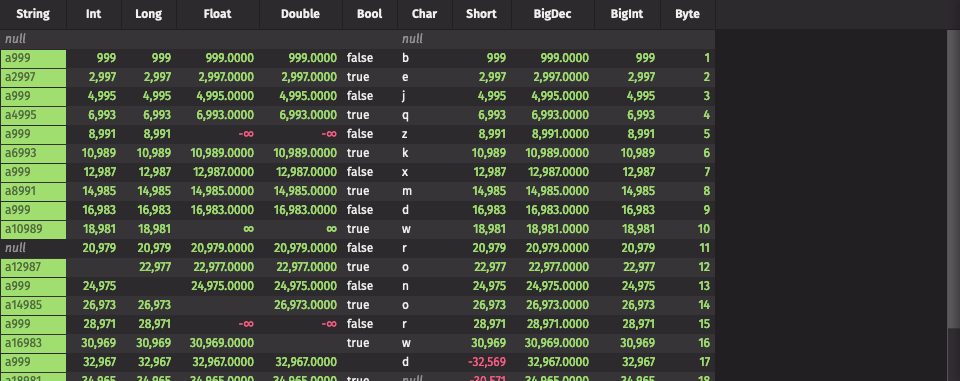 String Int Long Float Double Bool Char Short BigDec BigInt Byte
null null
a999 999 999 999.0000 999.0000 false b 999 999.0000 999 1
a2997 2,997 2,997 2,997.0000 2,997.0000 true e 2,997 2,997.0000 2,997 2
a999 4,995 4,995 4,995.0000 4,995.0000 false j 4,995 4,995.0000 4,995 3
a4995 6,993 6,993 6,993.0000 6,993.0000 true q 6,993 6,993.0000 6,993 4
a999 8,991 8,991 -∞ -∞ false z 8,991 8,991.0000 8,991 5
a6993 10,989 10,989 10,989.0000 10,989.0000 true k 10,989 10,989.0000 10,989 6
a999 12,987 12,987 12,987.0000 12,987.0000 false x 12,987 12,987.0000 12,987 7
a8991 14,985 14,985 14,985.0000 14,985.0000 true m 14,985 14,985.0000 14,985 8
a999 16,983 16,983 16,983.0000 16,983.0000 false d 16,983 16,983.0000 16,983 9
a10989 18,981 18,981 ∞ ∞ true w 18,981 18,981.0000 18,981 10
null 20,979 20,979 20,979.0000 20,979.0000 false r 20,979 20,979.0000 20,979 11
a12987 22,977 22,977.0000 22,977.0000 true o 22,977 22,977.0000 22,977 12
a999 24,975 24,975.0000 24,975.0000 false n 24,975 24,975.0000 24,975 13
a14985 26,973 26,973 26,973.0000 true o 26,973 26,973.0000 26,973 14
a999 28,971 28,971 -∞ -∞ false r 28,971 28,971.0000 28,971 15
a16983 30,969 30,969 30,969.0000 true w 30,969 30,969.0000 30,969 16
a999 32,967 32,967 32,967.0000 32,967.0000 d -32,569 32,967.0000 32,967 17
a18981 34,965 34,965 34,965.0000 34,965.0000 true null -30,571 34,965.0000 34,965 18